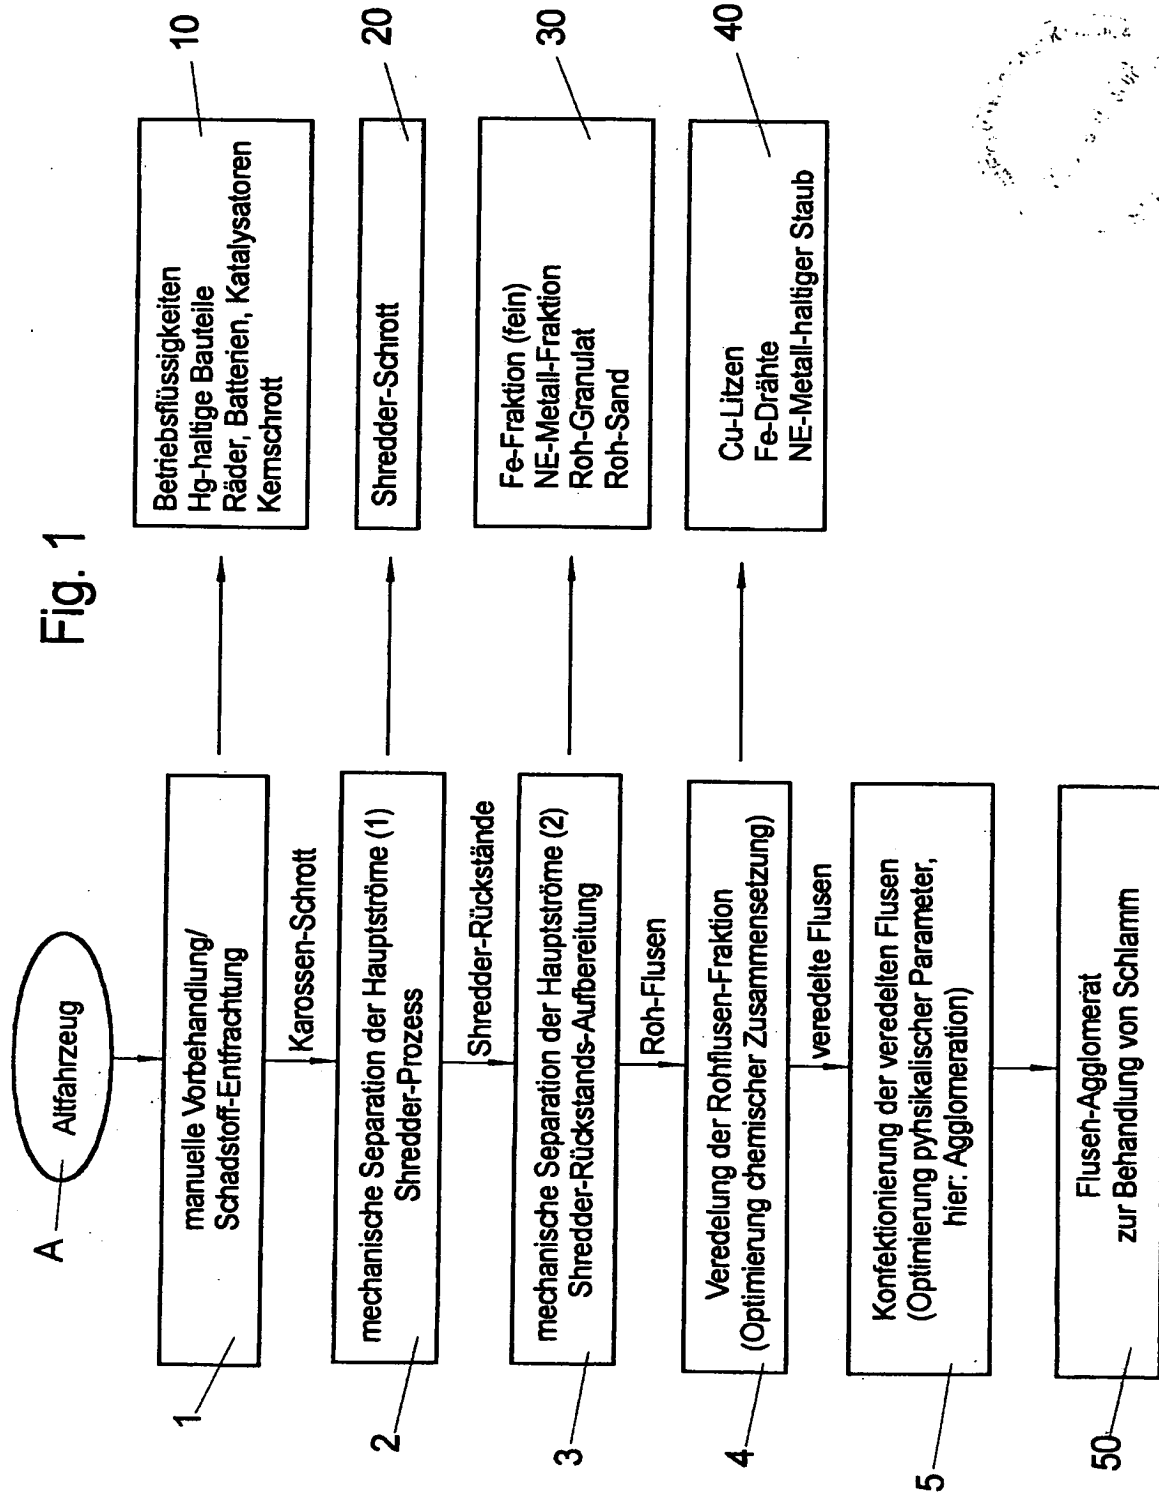 Fig. 1
A
Altfahrzeug
1
manuelle Vorbehandlung/
Schadstoff-Entfrachtung
10
Betriebsflüssigkeiten
Hg-haltige Bauteile
Räder, Batterien, Katalysatoren
Kernschrott
Karossen-Schrott
2
mechanische Separation der Hauptströme (1)
Shredder-Prozess
20
Shredder-Schrott
Shredder-Rückstände
3
mechanische Separation der Hauptströme (2)
Shredder-Rückstands-Aufbereitung
30
Fe-Fraktion (fein)
NE-Metall-Fraktion
Roh-Granulat
Roh-Sand
Roh-Flusen
4
Veredelung der Rohflusen-Fraktion
(Optimierung chemischer Zusammensetzung)
40
Cu-Litzen
Fe-Drähte
NE-Metall-haltiger Staub
veredelte Flusen
5
Konfektionierung der veredelten Flusen
(Optimierung pyhsikalischer Parameter,
hier: Agglomeration)
50
Fluseh-Agglomerät
zur Behandlung von Schlamm